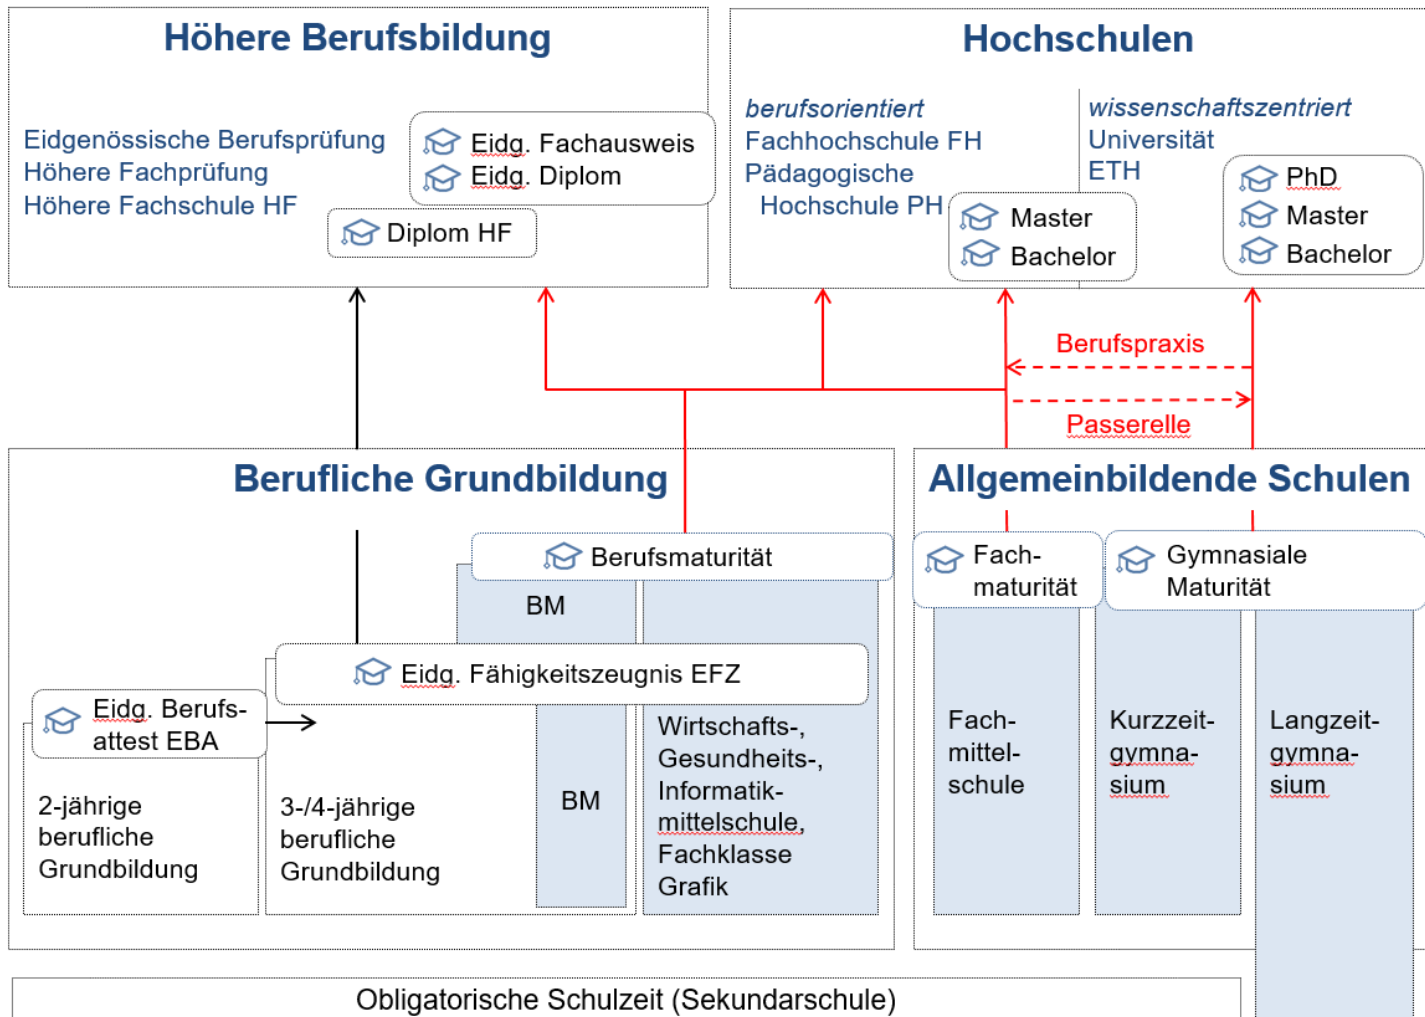 Höhere Berufsbildung
Eidgenössische Berufsprüfung
Höhere Fachprüfung
Höhere Fachschule HF
Eidg. Fachausweis
Eidg. Diplom
Diplom HF
Hochschulen
berufsorientiert
Fachhochschule FH
Pädagogische
Hochschule PH
Master
Bachelor
wissenschaftszentriert
Universität
ETH
PhD
Master
Bachelor
Berufspraxis
Passerelle
Berufliche Grundbildung
Berufsmaturität
BM
Eidg. Fähigkeitszeugnis EFZ
Eidg. Berufs-
attest EBA
2-jährige
berufliche
Grundbildung
3-/4-jährige
berufliche
Grundbildung
BM
Wirtschafts-,
Gesundheits-,
Informatik-
mittelschule,
Fachklasse
Grafik
Allgemeinbildende Schulen
Fach-
maturität
Gymnasiale
Maturität
Fach-
mittel-
schule
Kurzzeit-
gymna-
sium
Langzeit-
gymna-
sium
Obligatorische Schulzeit (Sekundarschule)